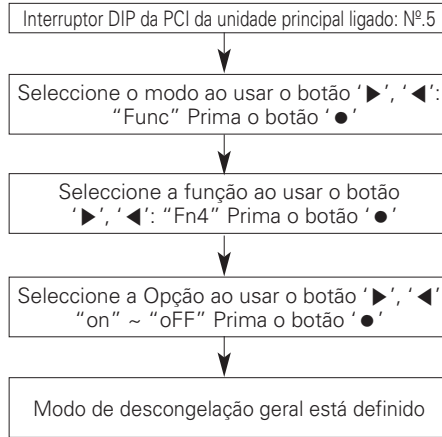 Interruptor DIP da PCI da unidade principal ligado: Nº.5
Seleccione o modo ao usar o botão ‘▶’, ‘◀’:
“Func” Prima o botão ‘●’
Seleccione a função ao usar o botão
‘▶’, ‘◀’: “Fn4” Prima o botão ‘●’
Seleccione a Opção ao usar o botão ‘▶’, ‘◀’
“on” ~ “oFF” Prima o botão ‘●’
Modo de descongelação geral está definido